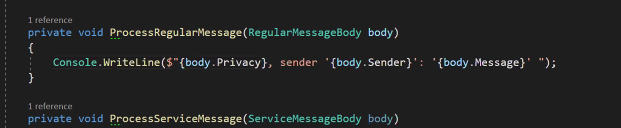 1 reference
private void ProcessRegularMessage(RegularMessageBody body)
{
Console.WriteLine($"{body.Privacy}, sender '{body.Sender}': '{body.Message}' ");
}
1 reference
private void ProcessServiceMessage(ServiceMessageBody body)